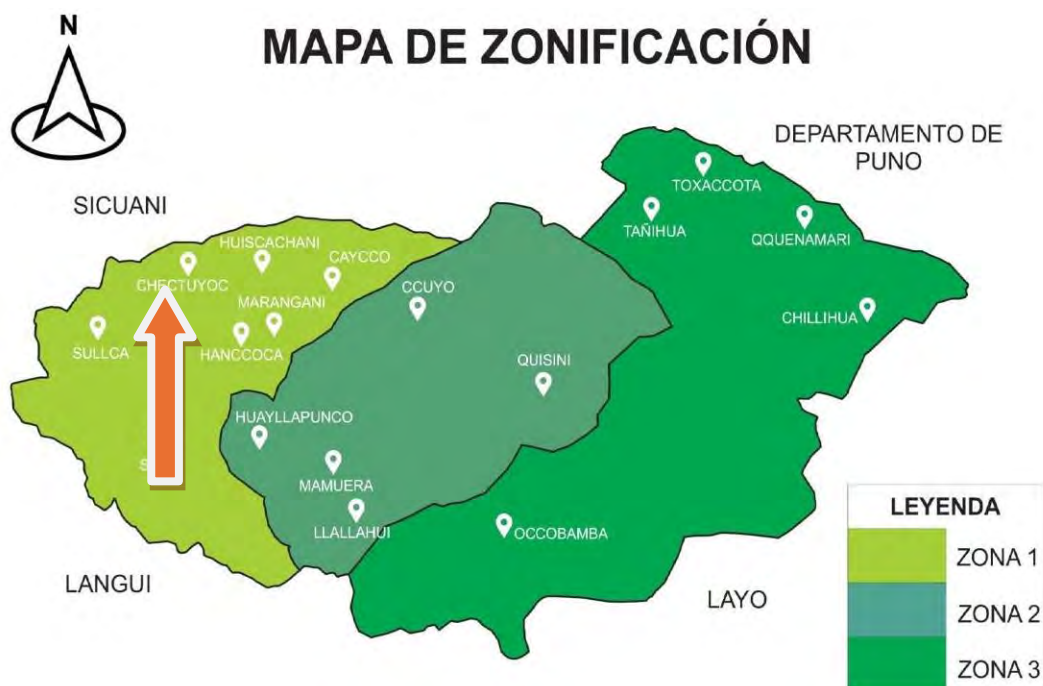 N
MAPA DE ZONIFICACIÓN
DEPARTAMENTO DE
PUNO
SICUANI
TOXACCOTA
TAÑIHUA
QQUENAMARI
HUISCACHANI
CAYCCO
CHECTUYOC
CCUYO
MARANGANI
CHILLIHUA
SULLCA
HANCCOCA
QUISINI
HUAYLLAPUNCO
MAMUERA
LLALLAHUI
OCCOBAMBA
LANGUI
LAYO
LEYENDA
ZONA 1
ZONA 2
ZONA 3